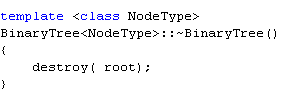 template <class NodeType>
BinaryTree<NodeType>::~BinaryTree()
{
    destroy( root);
}